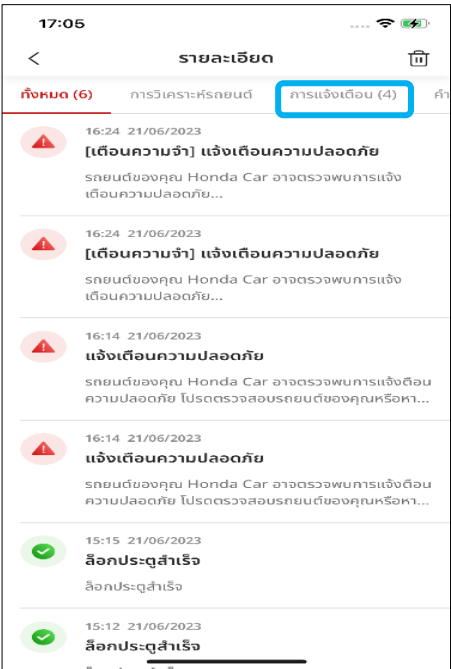 17:05
รายละเอียด
ทั้งหมด (6) การวิเคราะห์รถยนต์ การแจ้งเตือน (4) คำ
16:24 21/06/2023
[เตือนความจำ] แจ้งเตือนความปลอดภัย
รถยนต์ของคุณ Honda Car อาจตรวจพบการแจ้ง
เตือนความปลอดภัย...
16:24 21/06/2023
[เตือนความจำ] แจ้งเตือนความปลอดภัย
รถยนต์ของคุณ Honda Car อาจตรวจพบการแจ้ง
เตือนความปลอดภัย...
16:14 21/06/2023
แจ้งเตือนความปลอดภัย
รถยนต์ของคุณ Honda Car อาจตรวจพบการแจ้งตือน
ความปลอดภัย โปรดตรวจสอบรถยนต์ของคุณหรือหา...
16:14 21/06/2023
แจ้งเตือนความปลอดภัย
รถยนต์ของคุณ Honda Car อาจตรวจพบการแจ้งตือน
ความปลอดภัย โปรดตรวจสอบรถยนต์ของคุณหรือหา...
15:15 21/06/2023
ล็อกประตูสำเร็จ
ล็อกประตูสำเร็จ
15:12 21/06/2023
ล็อกประตูสำเร็จ